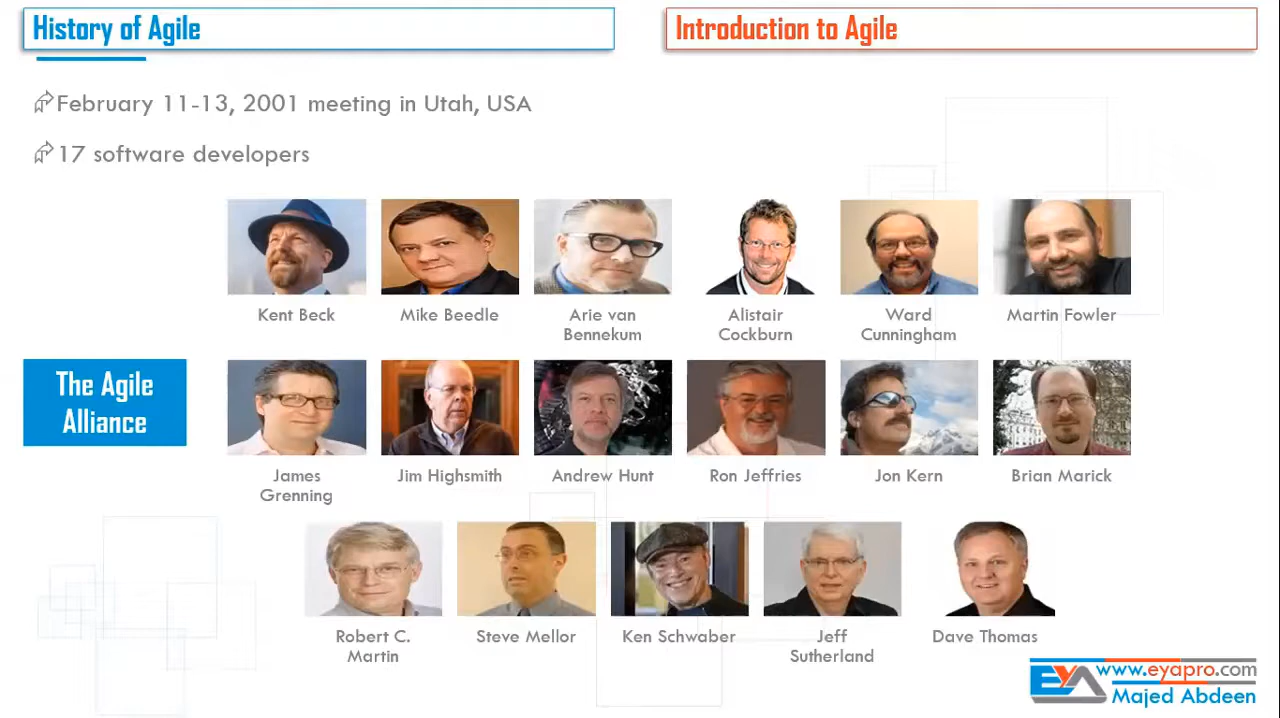 History of Agile
Introduction to Agile
February 11-13, 2001 meeting in Utah, USA
17 software developers
Kent Beck
Mike Beedle
Arie van
Bennekum
Alistair
Cockburn
Ward
Cunningham
Martin Fowler
The Agile
Alliance
James
Grenning
Jim Highsmith
Andrew Hunt
Ron Jeffries
Jon Kern
Brian Marick
Robert C.
Martin
Steve Mellor
Ken Schwaber
Jeff
Sutherland
Dave Thomas
EYA
www.eyapro.com
Majed Abdeen